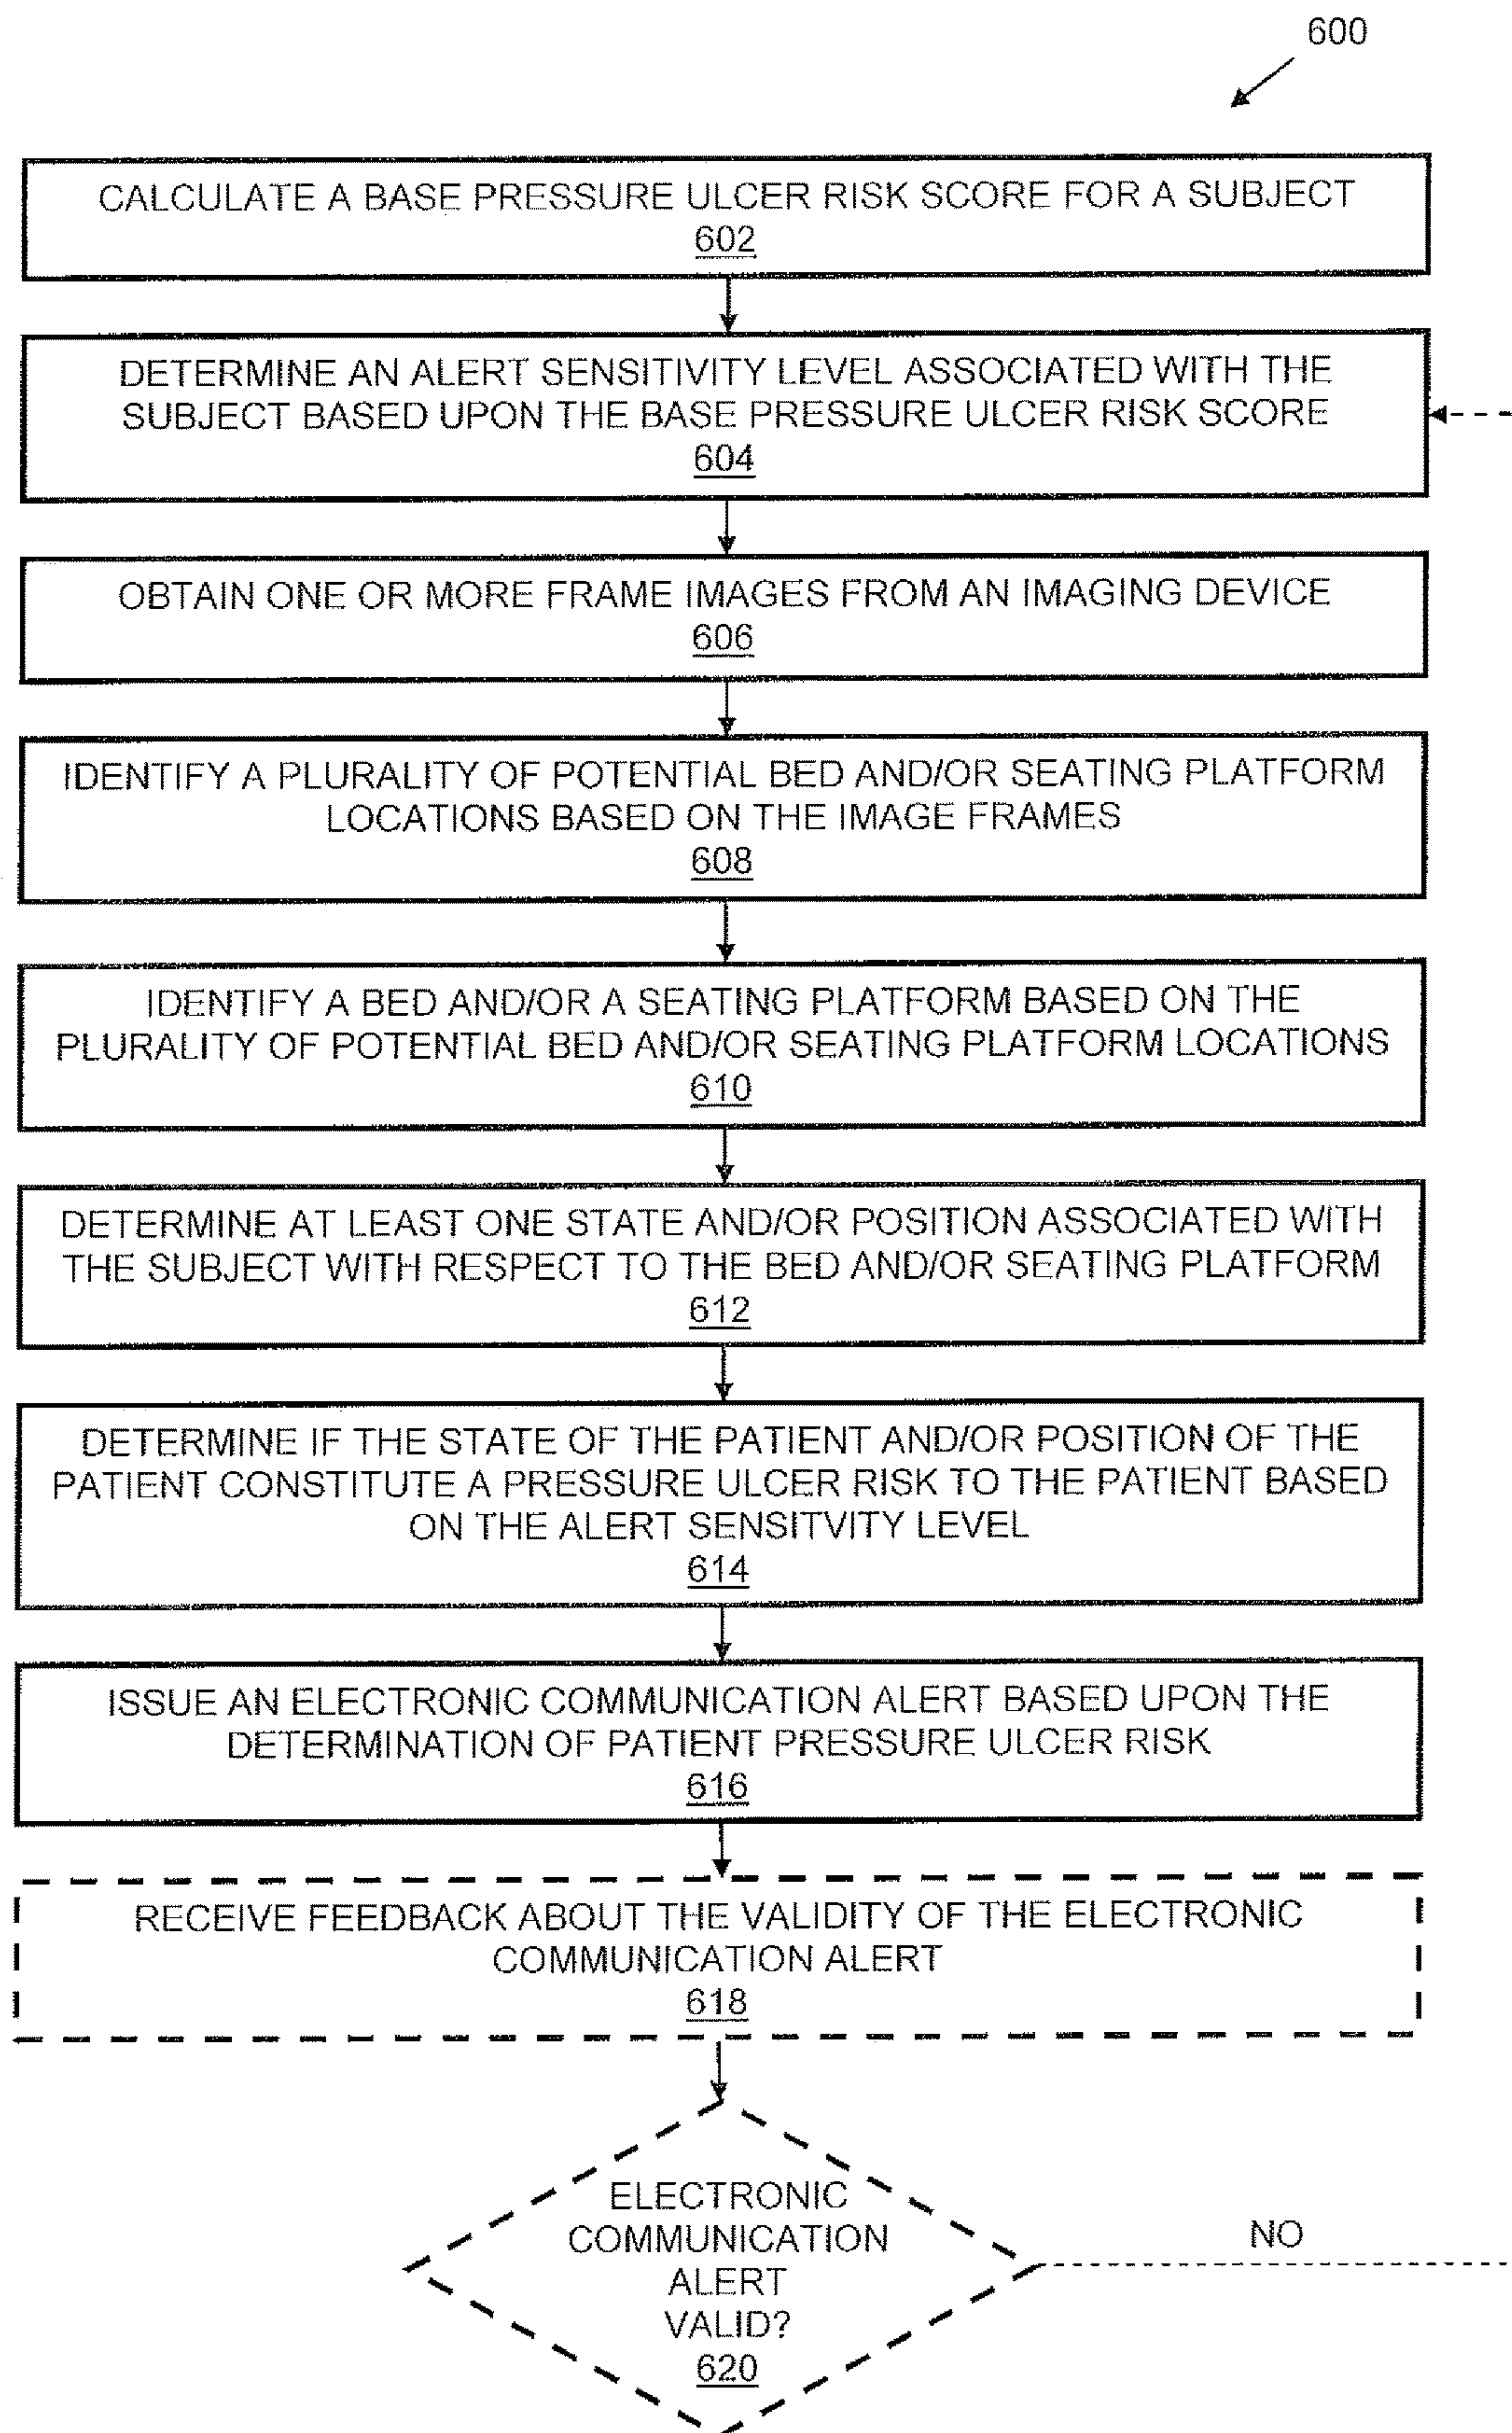 600
CALCULATE A BASE PRESSURE ULCER RISK SCORE FOR A SUBJECT
602
DETERMINE AN ALERT SENSITIVITY LEVEL ASSOCIATED WITH THE
SUBJECT BASED UPON THE BASE PRESSURE ULCER RISK SCORE
604
OBTAIN ONE OR MORE FRAME IMAGES FROM AN IMAGING DEVICE
606
IDENTIFY A PLURALITY OF POTENTIAL BED AND/OR SEATING PLATFORM
LOCATIONS BASED ON THE IMAGE FRAMES
608
IDENTIFY A BED AND/OR A SEATING PLATFORM BASED ON THE
PLURALITY OF POTENTIAL BED AND/OR SEATING PLATFORM LOCATIONS
610
DETERMINE AT LEAST ONE STATE AND/OR POSITION ASSOCIATED WITH
THE SUBJECT WITH RESPECT TO THE BED AND/OR SEATING PLATFORM
612
DETERMINE IF THE STATE OF THE PATIENT AND/OR POSITION OF THE
PATIENT CONSTITUTE A PRESSURE ULCER RISK TO THE PATIENT BASED
ON THE ALERT SENSITVITY LEVEL
614
ISSUE AN ELECTRONIC COMMUNICATION ALERT BASED UPON THE
DETERMINATION OF PATIENT PRESSURE ULCER RISK
616
RECEIVE FEEDBACK ABOUT THE VALIDITY OF THE ELECTRONIC
COMMUNICATION ALERT
618
ELECTRONIC
COMMUNICATION
ALERT
VALID?
620
NO